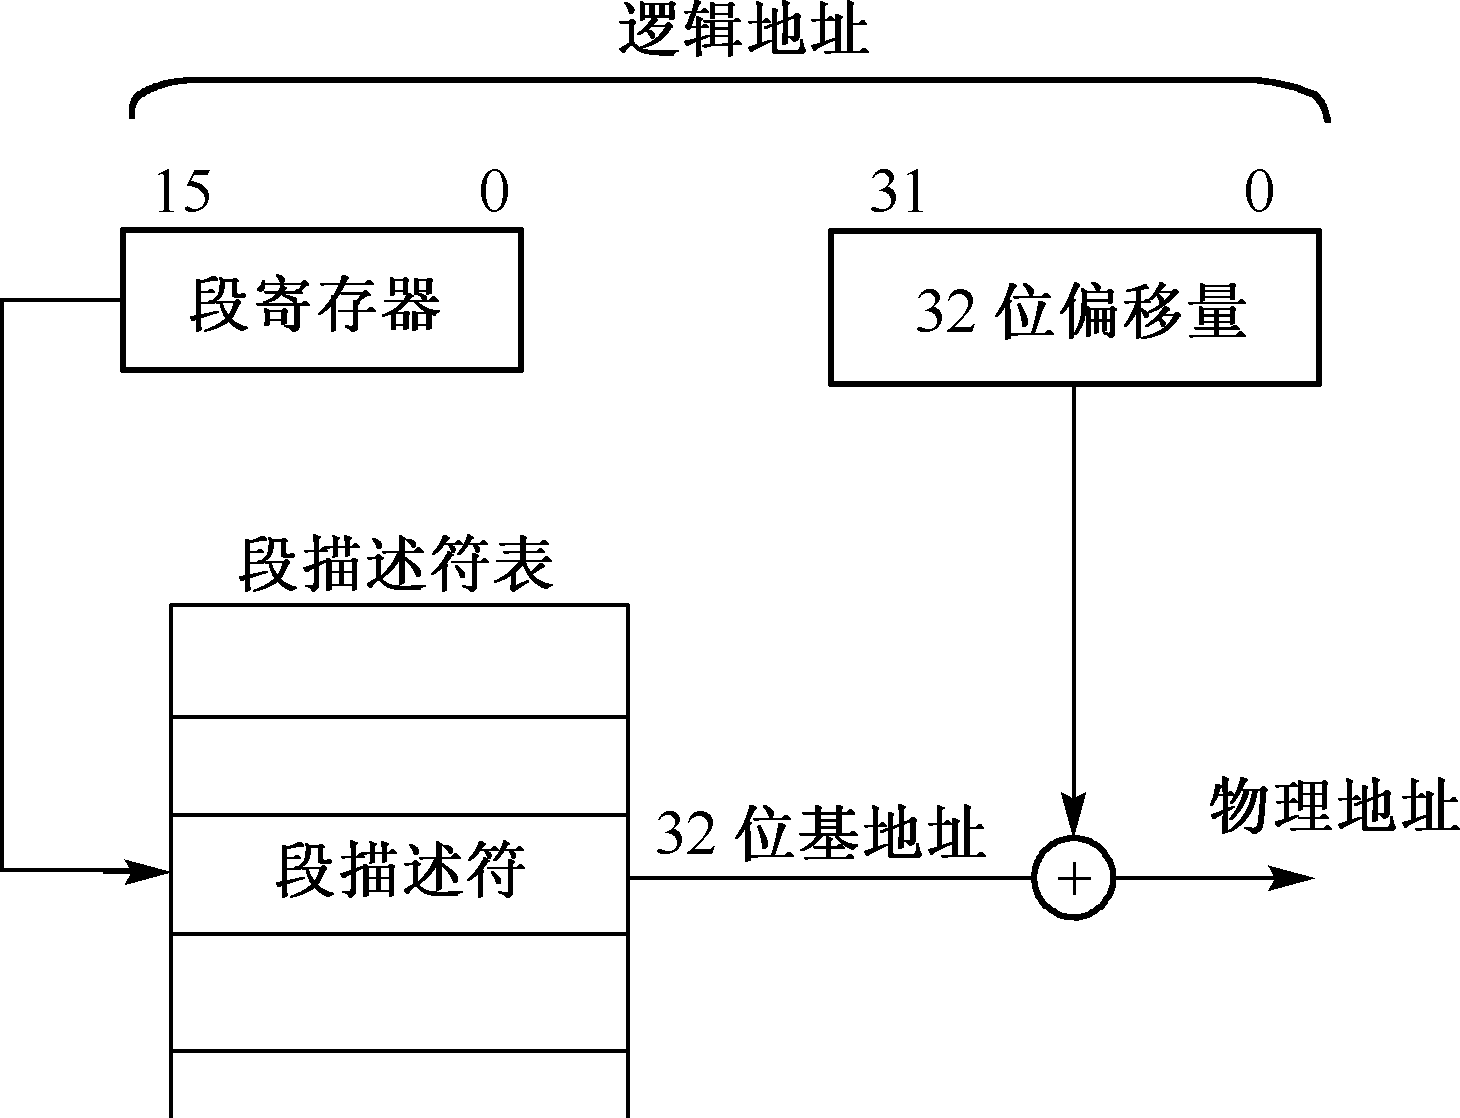 逻辑地址
15 0 31 0
段寄存器 32 位偏移量
段描述符表
段描述符 32 位基地址 + 物理地址